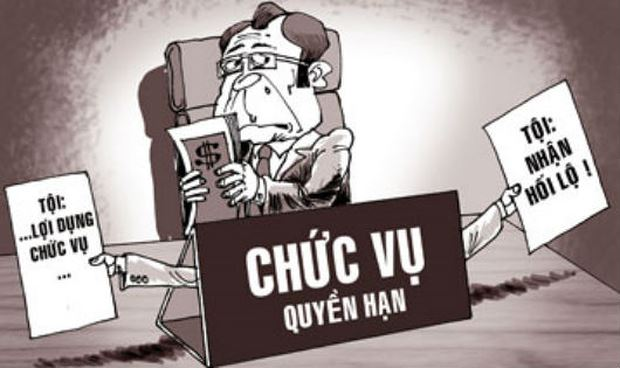 TỘI:
...LỢI DỤNG
CHỨC VỤ
...
$
TỘI:
NHẬN
HỐI LỘ !
CHỨC VỤ
QUYỀN HẠN